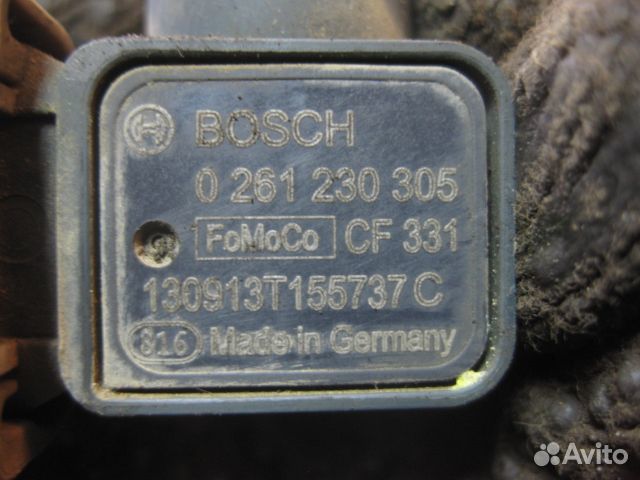 BOSCH
0 261 230 305
FoMoCo CF 331
130913T155737 C
816 Made in Germany
Avito